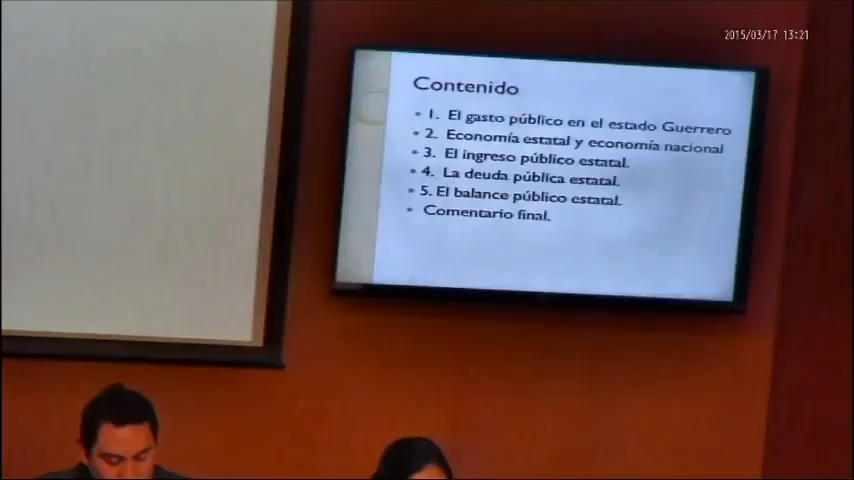 2015/03/17 13:21
Contenido
• 1. El gasto público en el estado Guerrero
• 2. Economía estatal y economía nacional
• 3. El ingreso público estatal.
• 4. La deuda pública estatal.
• 5. El balance público estatal.
• Comentario final.